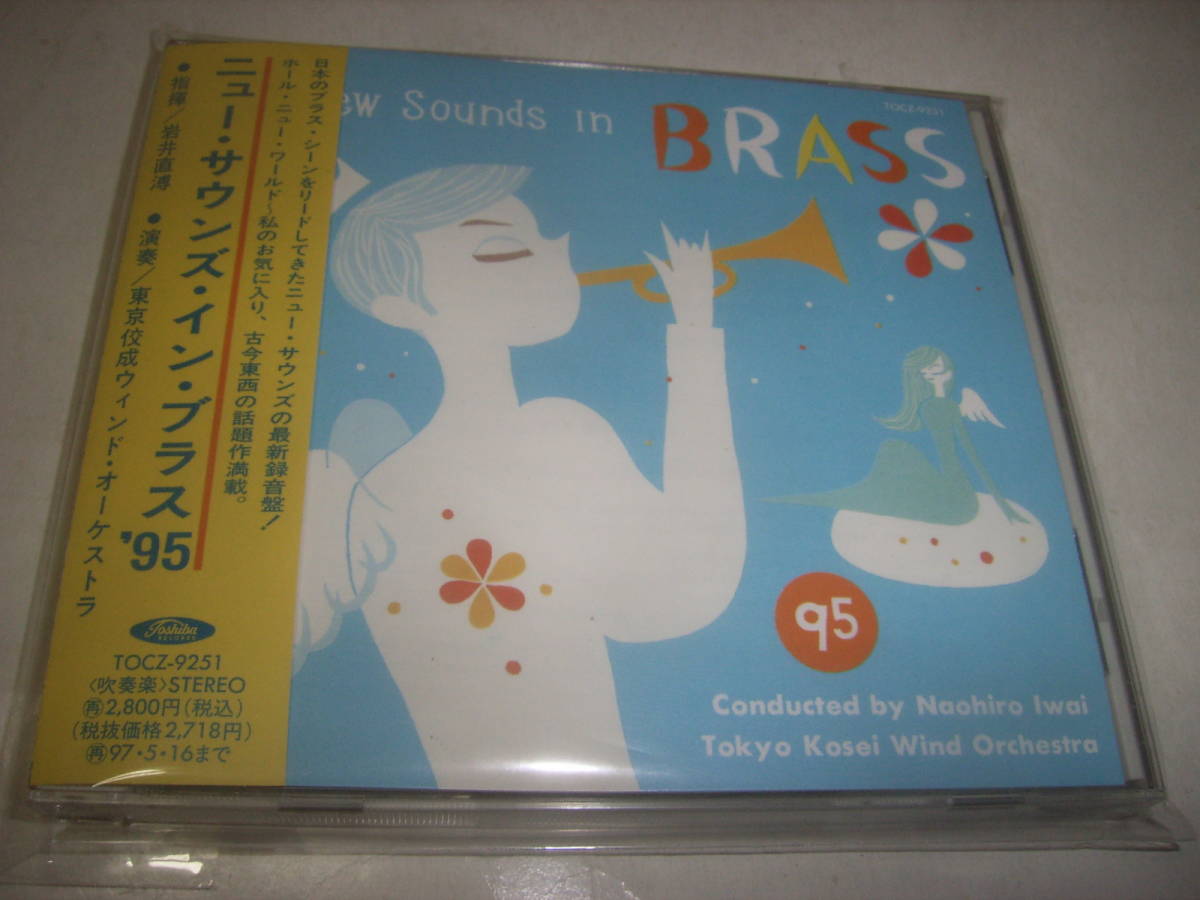 日本のブラス・シーンをリードしてきたニュー・サウンズの最新録音盤!
ホール・ニュー・ワールド～私のお気に入り、古今東西の話題作満載。
ニュー・サウンズ・イン・ブラス '95
● 指揮/岩井直溥 ● 演奏/東京佼成ウィンド・オーケストラ
Toshiba
RECORDS
TOCZ-9251
〈吹奏楽〉STEREO
再2,800円(税込)
(税抜価格2,718円)
再97・5・16まで
ew Sounds in BRASS
TOCZ-9251
95
Conducted by Naohiro Iwai
Tokyo Kosei Wind Orchestra